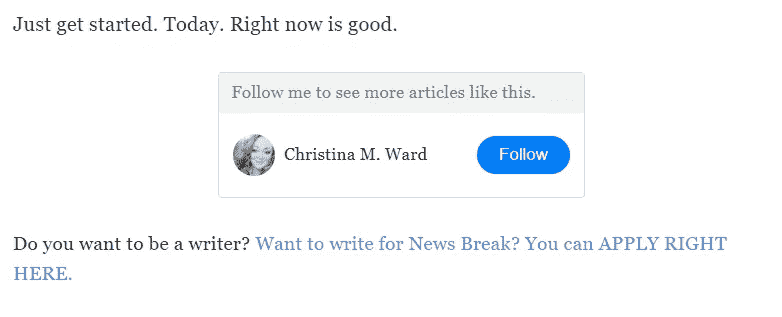 Just get started. Today. Right now is good.
Follow me to see more articles like this.
Christina M. Ward
Follow
Do you want to be a writer? Want to write for News Break? You can APPLY RIGHT
HERE.